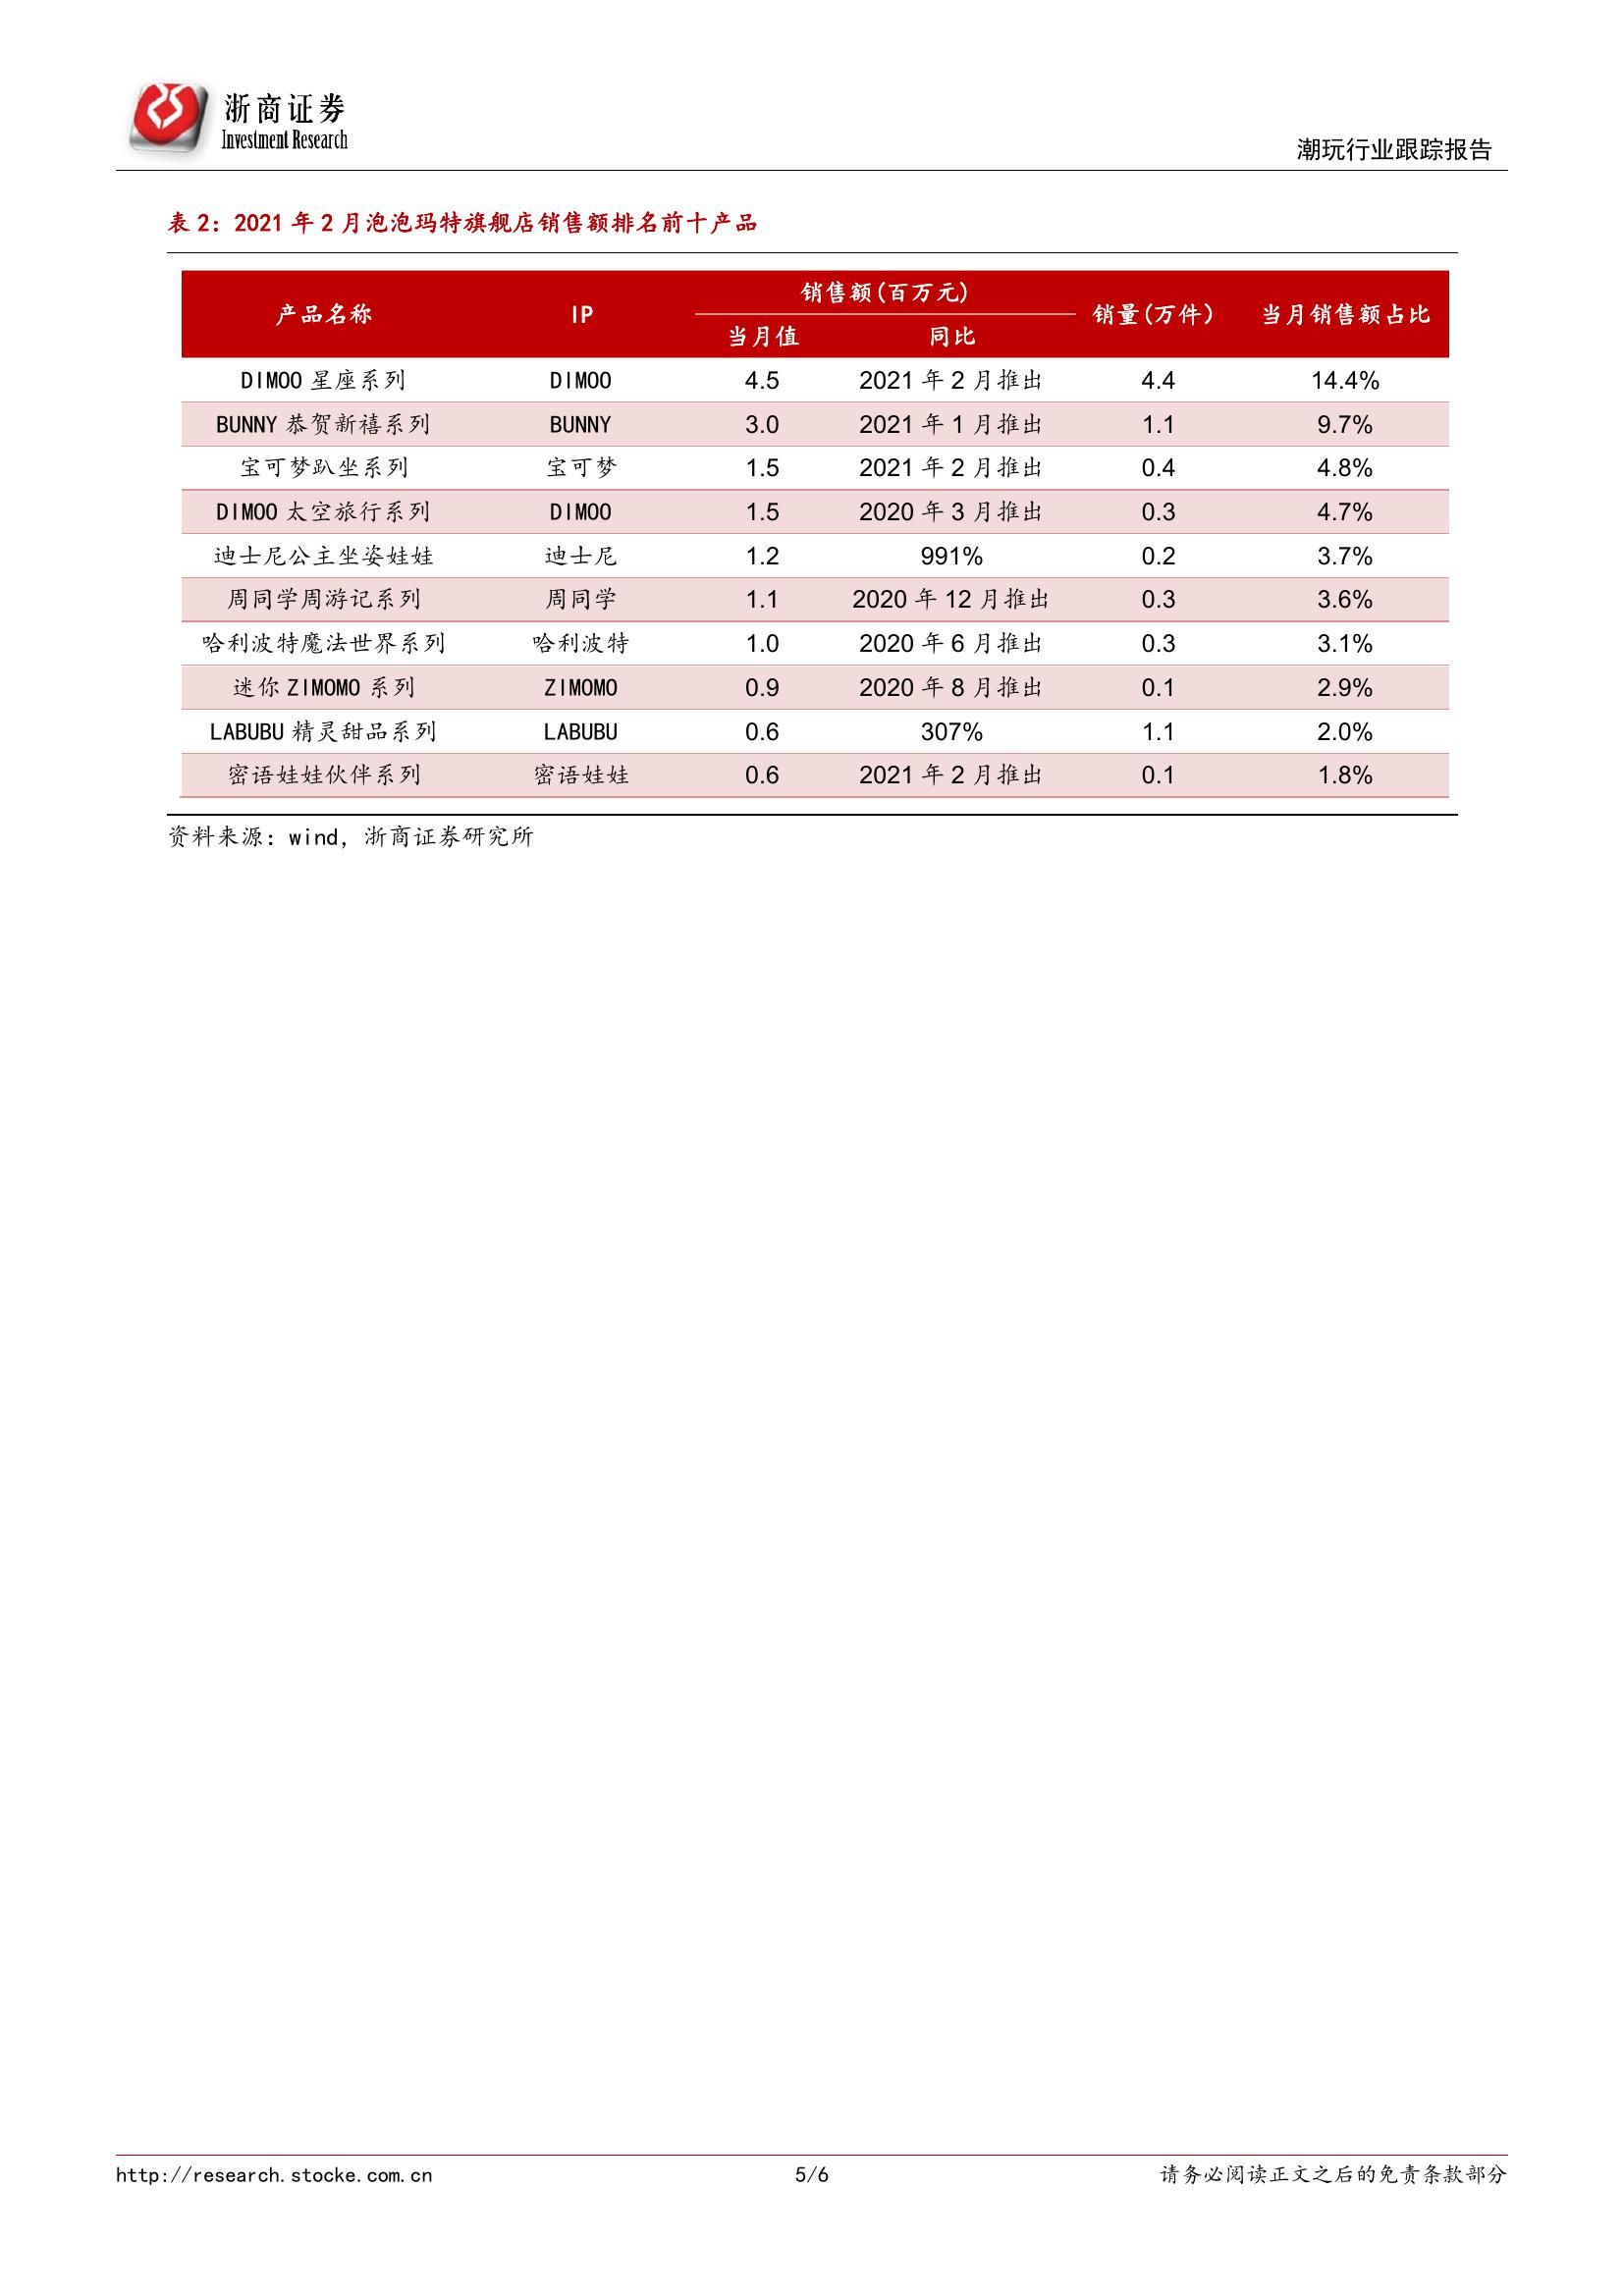 浙商证券
Investment Research
潮玩行业跟踪报告
表 2：2021 年 2 月泡泡玛特旗舰店销售额排名前十产品
产品名称 IP 销售额(百万元) 销量(万件) 当月销售额占比
当月值 同比
DIMOO 星座系列 DIMOO 4.5 2021 年 2 月推出 4.4 14.4%
BUNNY 恭贺新禧系列 BUNNY 3.0 2021 年 1 月推出 1.1 9.7%
宝可梦趴坐系列 宝可梦 1.5 2021 年 2 月推出 0.4 4.8%
DIMOO 太空旅行系列 DIMOO 1.5 2020 年 3 月推出 0.3 4.7%
迪士尼公主坐姿娃娃 迪士尼 1.2 991% 0.2 3.7%
周同学周游记系列 周同学 1.1 2020 年 12 月推出 0.3 3.6%
哈利波特魔法世界系列 哈利波特 1.0 2020 年 6 月推出 0.3 3.1%
迷你 ZIMOMO 系列 ZIMOMO 0.9 2020 年 8 月推出 0.1 2.9%
LABUBU 精灵甜品系列 LABUBU 0.6 307% 1.1 2.0%
密语娃娃伙伴系列 密语娃娃 0.6 2021 年 2 月推出 0.1 1.8%
资料来源：wind，浙商证券研究所
http://research.stocke.com.cn 5/6 请务必阅读正文之后的免责条款部分